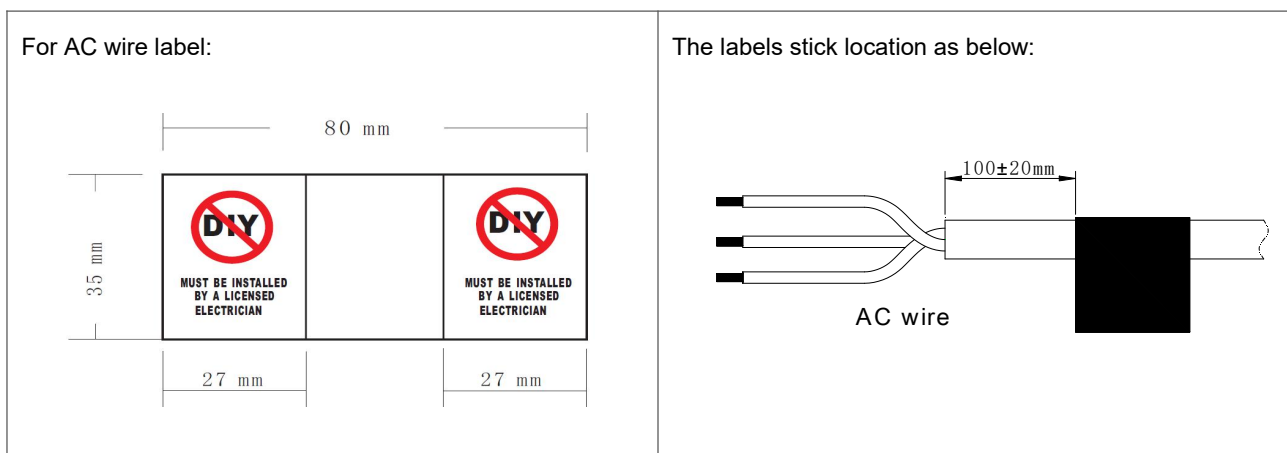 For AC wire label:
80 mm
35 mm
DIY
MUST BE INSTALLED
BY A LICENSED
ELECTRICIAN
DIY
MUST BE INSTALLED
BY A LICENSED
ELECTRICIAN
27 mm
27 mm
The labels stick location as below:
100±20mm
AC wire